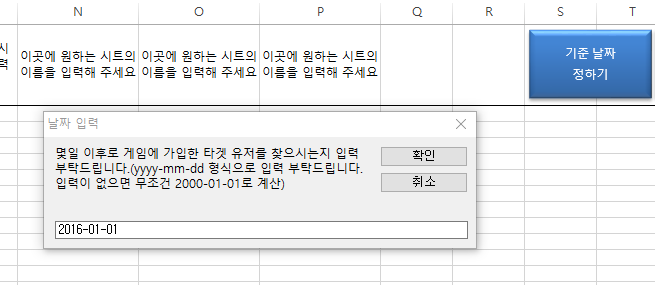 N O P Q R S T
시 이곳에 원하는 시트의 이곳에 원하는 시트의 이곳에 원하는 시트의 기준 날짜
력 이름을 입력해 주세요 이름을 입력해 주세요 이름을 입력해 주세요 정하기
날짜 입력
몇일 이후로 게임에 가입한 타겟 유저를 찾으시는지 입력 확인
부탁드립니다.(yyyy-mm-dd 형식으로 입력 부탁드립니다.
입력이 없으면 무조건 2000-01-01로 계산) 취소
2016-01-01